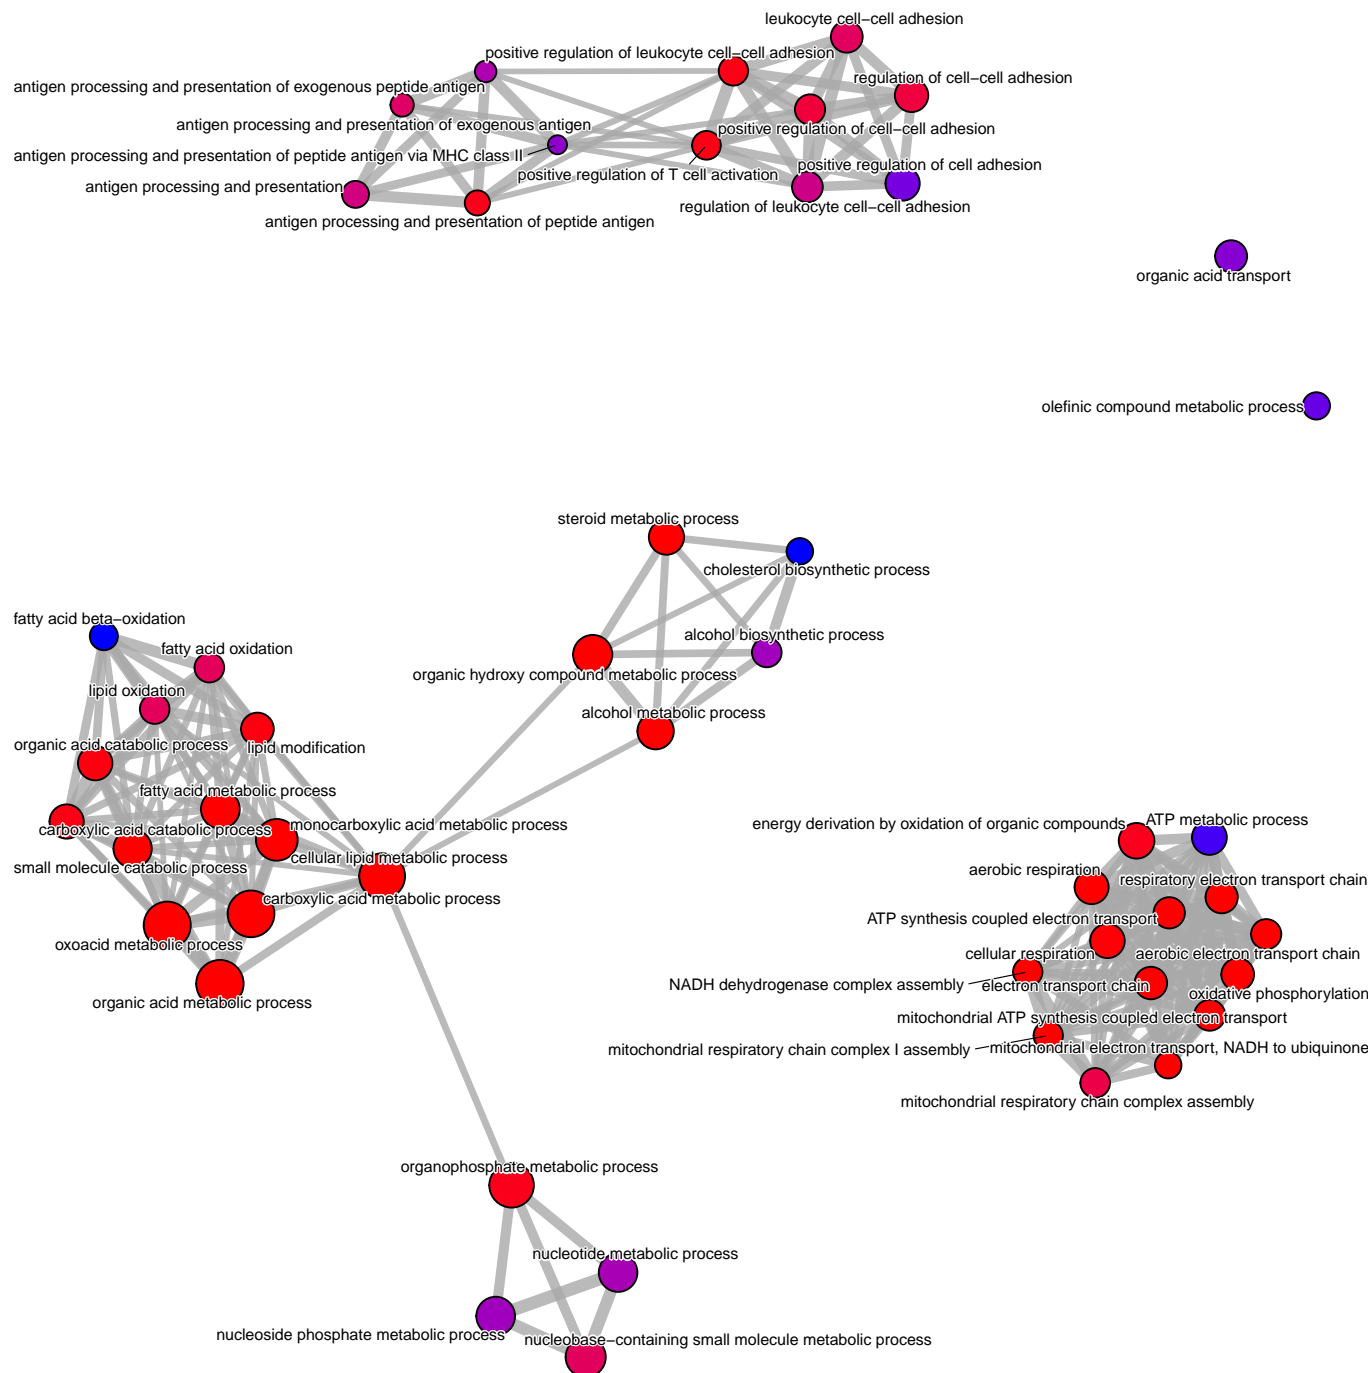 leukocyte cell−cell adhesion
positive regulation of leukocyte cell−cell adhesion
regulation of cell−cell adhesion
antigen processing and presentation of exogenous peptide antigen
antigen processing and presentation of exogenous antigen
positive regulation of cell−cell adhesion
antigen processing and presentation of peptide antigen via MHC class II
positive regulation of cell adhesion
positive regulation of T cell activation
antigen processing and presentation
regulation of leukocyte cell−cell adhesion
antigen processing and presentation of peptide antigen
organic acid transport
olefinic compound metabolic process
steroid metabolic process
cholesterol biosynthetic process
fatty acid beta−oxidation
alcohol biosynthetic process
fatty acid oxidation
organic hydroxy compound metabolic process
lipid oxidation
alcohol metabolic process
organic acid catabolic process
lipid modification
fatty acid metabolic process
ATP metabolic process
energy derivation by oxidation of organic compounds
monocarboxylic acid metabolic process
carboxylic acid catabolic process
cellular lipid metabolic process
small molecule catabolic process
aerobic respiration
respiratory electron transport chain
carboxylic acid metabolic process
ATP synthesis coupled electron transport
oxoacid metabolic process
cellular respiration
aerobic electron transport chain
NADH dehydrogenase complex assembly
electron transport chain
oxidative phosphorylation
organic acid metabolic process
mitochondrial ATP synthesis coupled electron transport
mitochondrial respiratory chain complex I assembly
mitochondrial electron transport, NADH to ubiquinone
mitochondrial respiratory chain complex assembly
organophosphate metabolic process
nucleotide metabolic process
nucleoside phosphate metabolic process
nucleobase−containing small molecule metabolic process